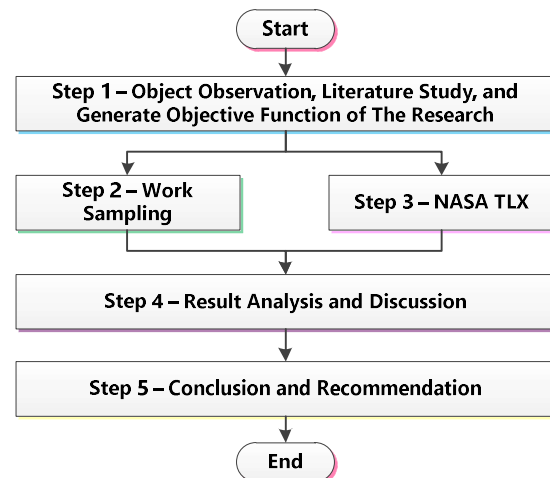 Start
Step 1 – Object Observation, Literature Study, and
Generate Objective Function of The Research
Step 2 – Work
Sampling
Step 3 – NASA TLX
Step 4 – Result Analysis and Discussion
Step 5 – Conclusion and Recommendation
End